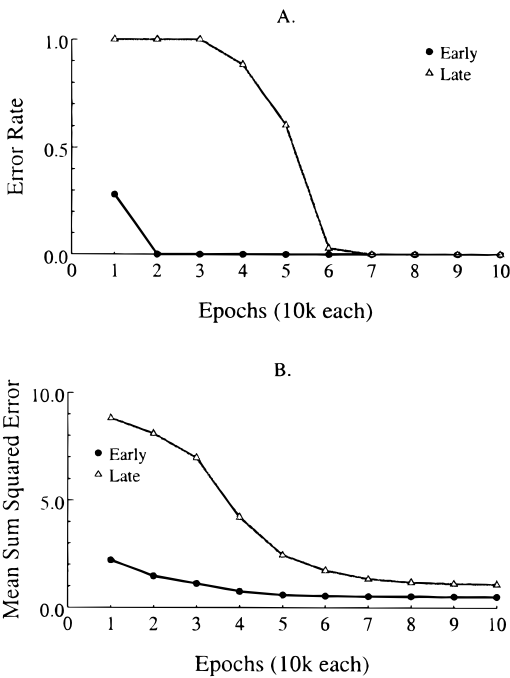 A.
1.0
0.5
0.0
Error Rate
Early
Late
0 1 2 3 4 5 6 7 8 9 10
Epochs (10k each)
B.
10.0
5.0
0.0
Mean Sum Squared Error
Early
Late
0 1 2 3 4 5 6 7 8 9 10
Epochs (10k each)